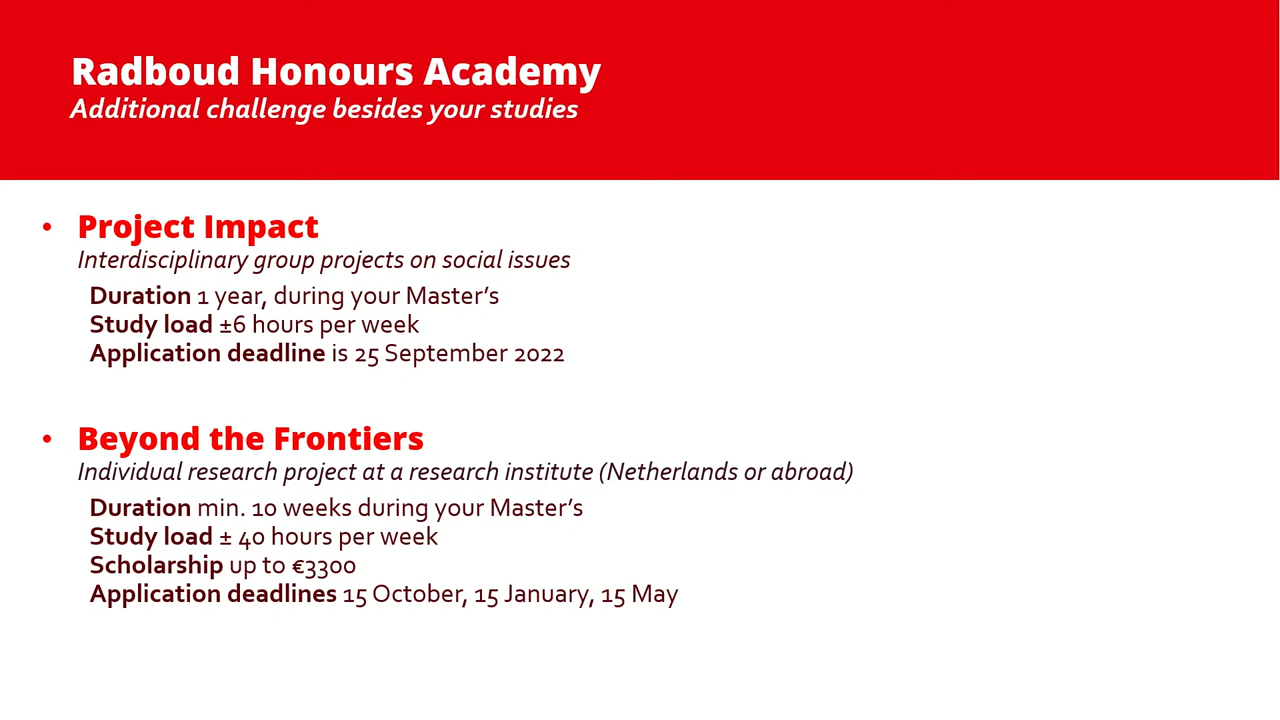 Radboud Honours Academy
Additional challenge besides your studies
• Project Impact
Interdisciplinary group projects on social issues
Duration 1 year, during your Master’s
Study load ±6 hours per week
Application deadline is 25 September 2022
• Beyond the Frontiers
Individual research project at a research institute (Netherlands or abroad)
Duration min. 10 weeks during your Master’s
Study load ± 40 hours per week
Scholarship up to €3300
Application deadlines 15 October, 15 January, 15 May